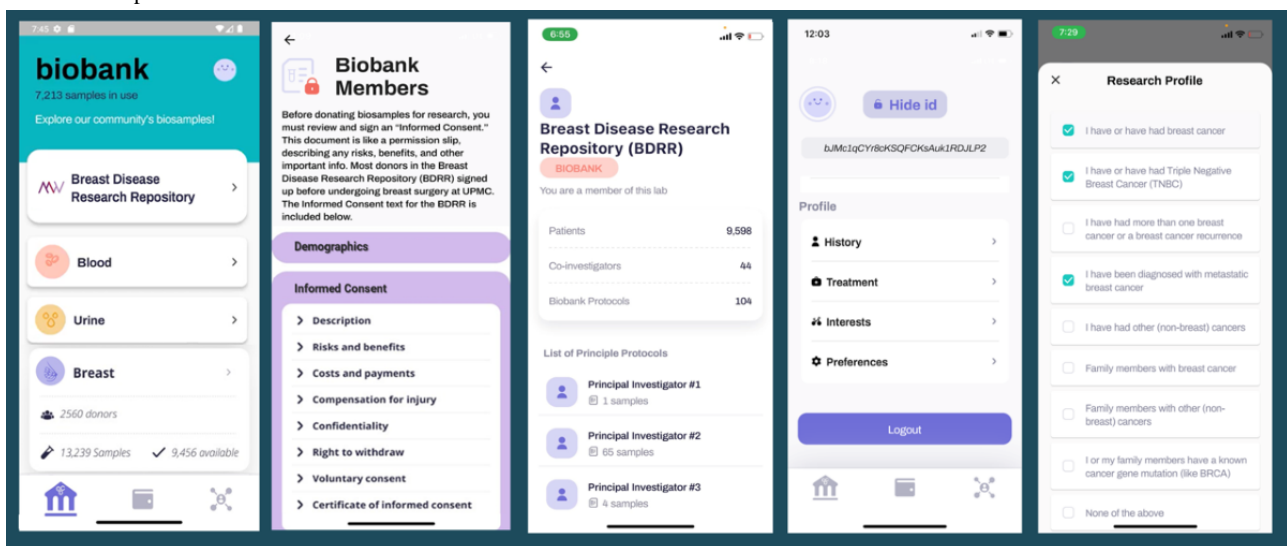 7:45
biobank
7,213 samples in use
Explore our community's biosamples!
Breast Disease
Research Repository
Blood
Urine
Breast
2560 donors
13,239 Samples
9,456 available
Biobank
Members
Before donating biosamples for research, you
must review and sign an "Informed Consent."
This document is like a permission slip,
describing any risks, benefits, and other
important info. Most donors in the Breast
Disease Research Repository (BDRR) signed
up before undergoing breast surgery at UPMC.
The Informed Consent text for the BDRR is
included below.
Demographics
Informed Consent
Description
Risks and benefits
Costs and payments
Compensation for injury
Confidentiality
Right to withdraw
Voluntary consent
Certificate of informed consent
6:55
Breast Disease Research
Repository (BDRR)
BIOBANK
You are a member of this lab
Patients 9,598
Co-investigators 44
Biobank Protocols 104
List of Principle Protocols
Principal Investigator #1
1 samples
Principal Investigator #2
65 samples
Principal Investigator #3
4 samples
12:03
Hide id
bJMc1qCYr8cKSQFCKsAuk1RDJLP2
Profile
History
Treatment
Interests
Preferences
Logout
7:29
Research Profile
I have or have had breast cancer
I have or have had Triple Negative
Breast Cancer (TNBC)
I have had more than one breast
cancer or a breast cancer recurrence
I have been diagnosed with metastatic
breast cancer
I have had other (non-breast) cancers
Family members with breast cancer
Family members with other (non-
breast) cancers
I or my family members have a known
cancer gene mutation (like BRCA)
None of the above